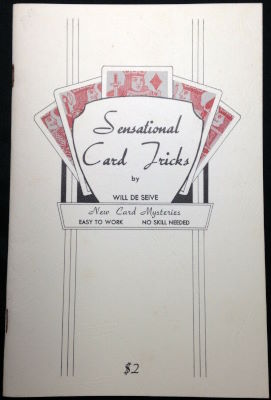 Sensational
Card Tricks
by
WILL DE SEIVE
New Card Mysteries
EASY TO WORK NO SKILL NEEDED
$2